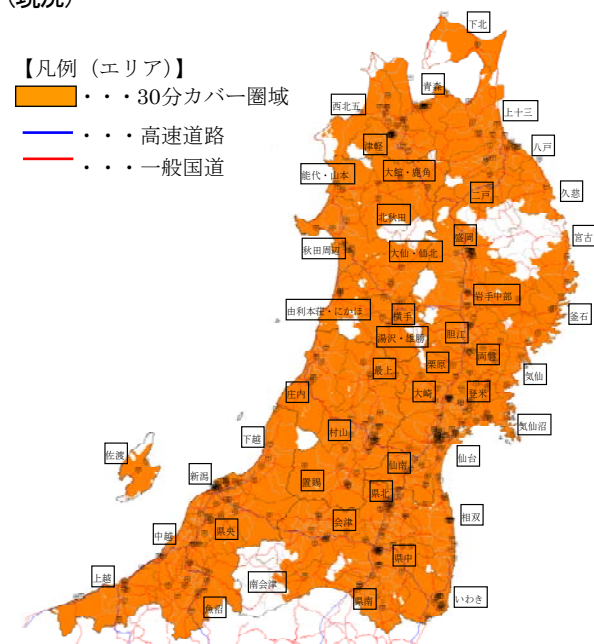 (現況)
下北
【凡例（エリア）】
・・・30分カバー圏域
・・・高速道路
・・・一般国道
青森
西北五
上十三
津軽
八戸
能代・山本
大館・鹿角
二戸
久慈
北秋田
盛岡
宮古
秋田周辺
大仙・仙北
岩手中部
由利本荘・にかほ
横手
釜石
胆江
湯沢・雄勝
両磐
最上
栗原
気仙
庄内
大崎
登米
気仙沼
下越
村山
佐渡
仙台
仙南
新潟
置賜
県北
相双
中越
県央
会津
県中
上越
南会津
魚沼
県南
いわき